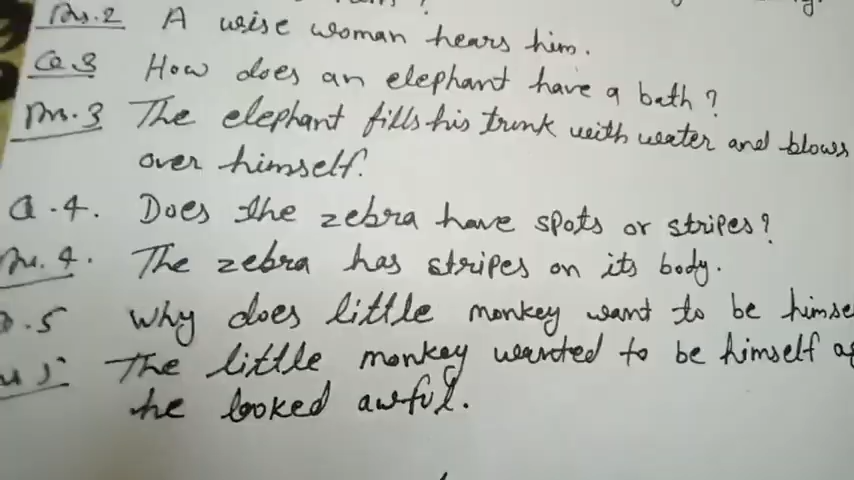 Ans.2 A wise woman hears him.
Q.3 How does an elephant have a bath?
Ans.3 The elephant fills his trunk with water and blows
over himself.
Q.4. Does the zebra have spots or stripes?
Ans.4. The zebra has stripes on its body.
.5 Why does little monkey want to be himse
5 The little monkey wanted to be himself
he looked awful.